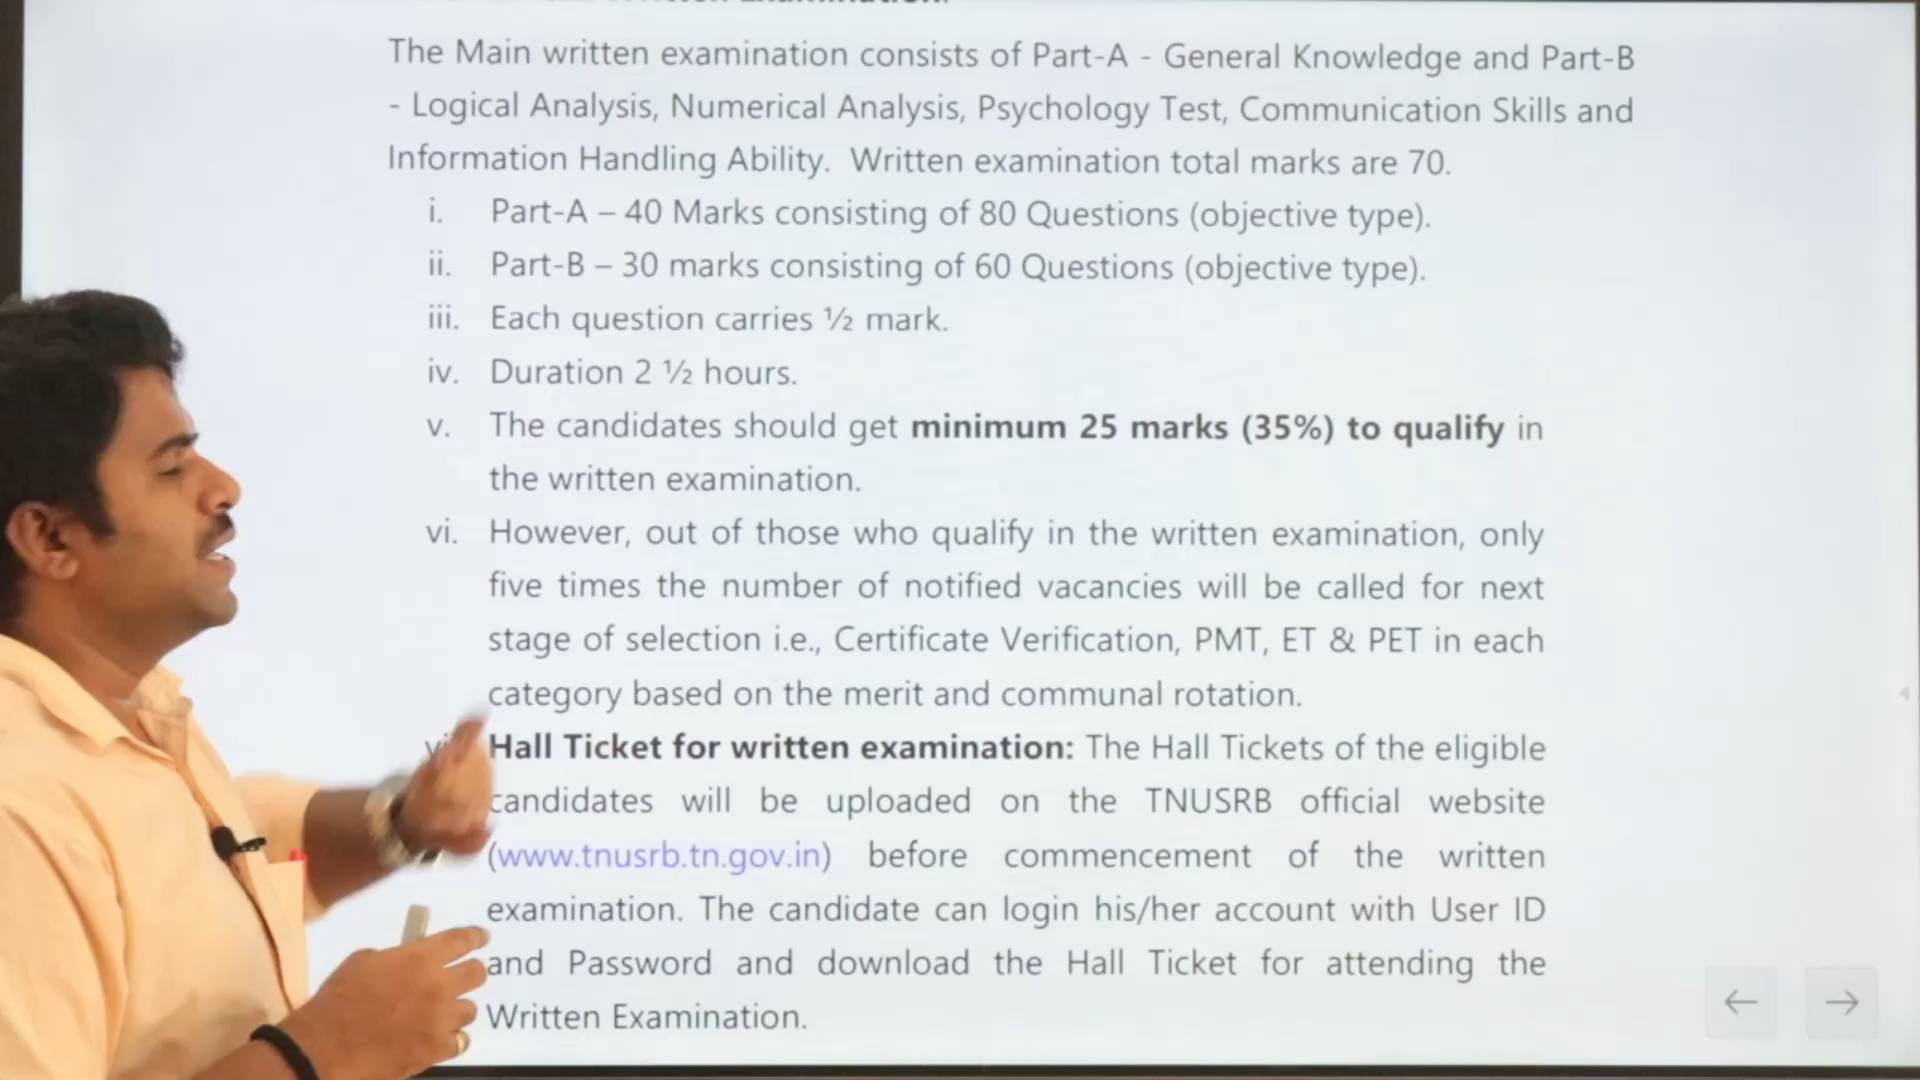 Written Examination:
The Main written examination consists of Part-A - General Knowledge and Part-B
- Logical Analysis, Numerical Analysis, Psychology Test, Communication Skills and
Information Handling Ability. Written examination total marks are 70.
i. Part-A – 40 Marks consisting of 80 Questions (objective type).
ii. Part-B – 30 marks consisting of 60 Questions (objective type).
iii. Each question carries ½ mark.
iv. Duration 2 ½ hours.
v. The candidates should get minimum 25 marks (35%) to qualify in
the written examination.
vi. However, out of those who qualify in the written examination, only
five times the number of notified vacancies will be called for next
stage of selection i.e., Certificate Verification, PMT, ET & PET in each
category based on the merit and communal rotation.
Hall Ticket for written examination: The Hall Tickets of the eligible
candidates will be uploaded on the TNUSRB official website
(www.tnusrb.tn.gov.in) before commencement of the written
examination. The candidate can login his/her account with User ID
and Password and download the Hall Ticket for attending the
Written Examination.